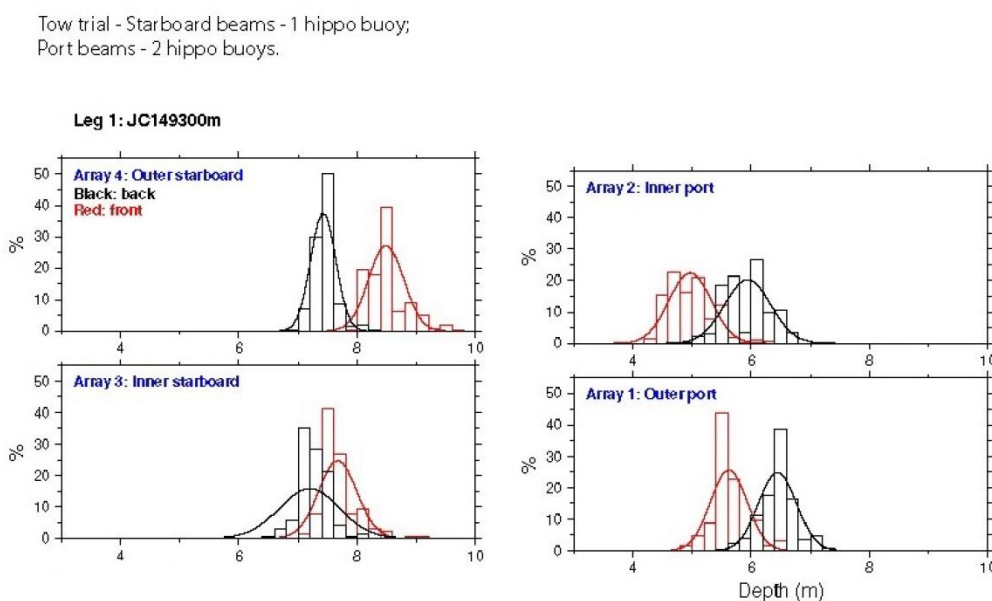 Tow trial - Starboard beams - 1 hippo buoy;
Port beams - 2 hippo buoys.
Leg 1: JC149300m
Array 4: Outer starboard
Black: back
Red: front
%
50
40
30
20
10
0
4 6 8 10
Array 2: Inner port
%
50
40
30
20
10
0
4 6 8 10
Array 3: Inner starboard
%
50
40
30
20
10
0
4 6 8 10
Array 1: Outer port
%
50
40
30
20
10
0
4 6 8 10
Depth (m)